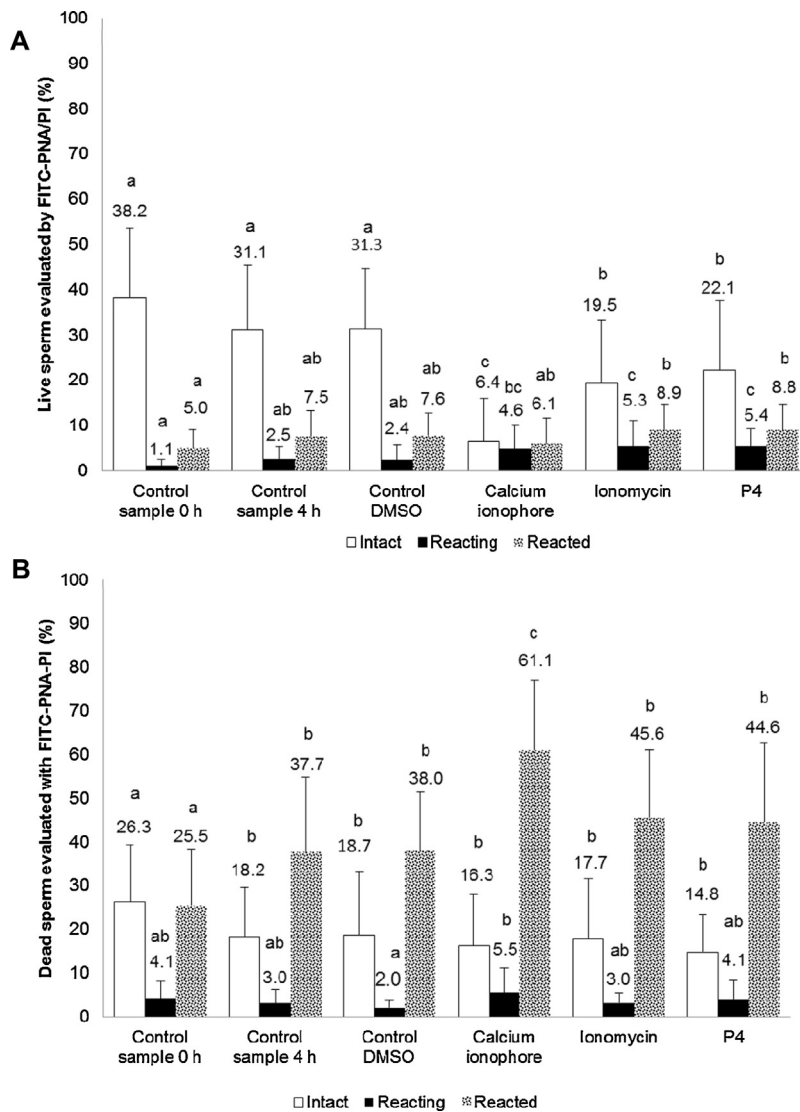 A
Live sperm evaluated by FITC-PNA/PI (%)
100
90
80
70
60
50
40
30
20
10
0
a
38.2
a
1.1
a
5.0
a
31.1
ab
2.5
ab
7.5
a
31.3
ab
2.4
ab
7.6
c
6.4
bc
4.6
ab
6.1
b
19.5
c
5.3
b
8.9
b
22.1
c
5.4
b
8.8
Control
sample 0 h
Control
sample 4 h
Control
DMSO
Calcium
ionophore
Ionomycin
P4
Intact Reacting Reacted
B
Dead sperm evaluated with FITC-PNA-PI (%)
100
90
80
70
60
50
40
30
20
10
0
a
26.3
ab
4.1
a
25.5
b
18.2
ab
3.0
b
37.7
b
18.7
a
2.0
b
38.0
b
16.3
b
5.5
c
61.1
b
17.7
ab
3.0
b
45.6
b
14.8
ab
4.1
b
44.6
Control
sample 0 h
Control
sample 4 h
Control
DMSO
Calcium
ionophore
Ionomycin
P4
Intact Reacting Reacted